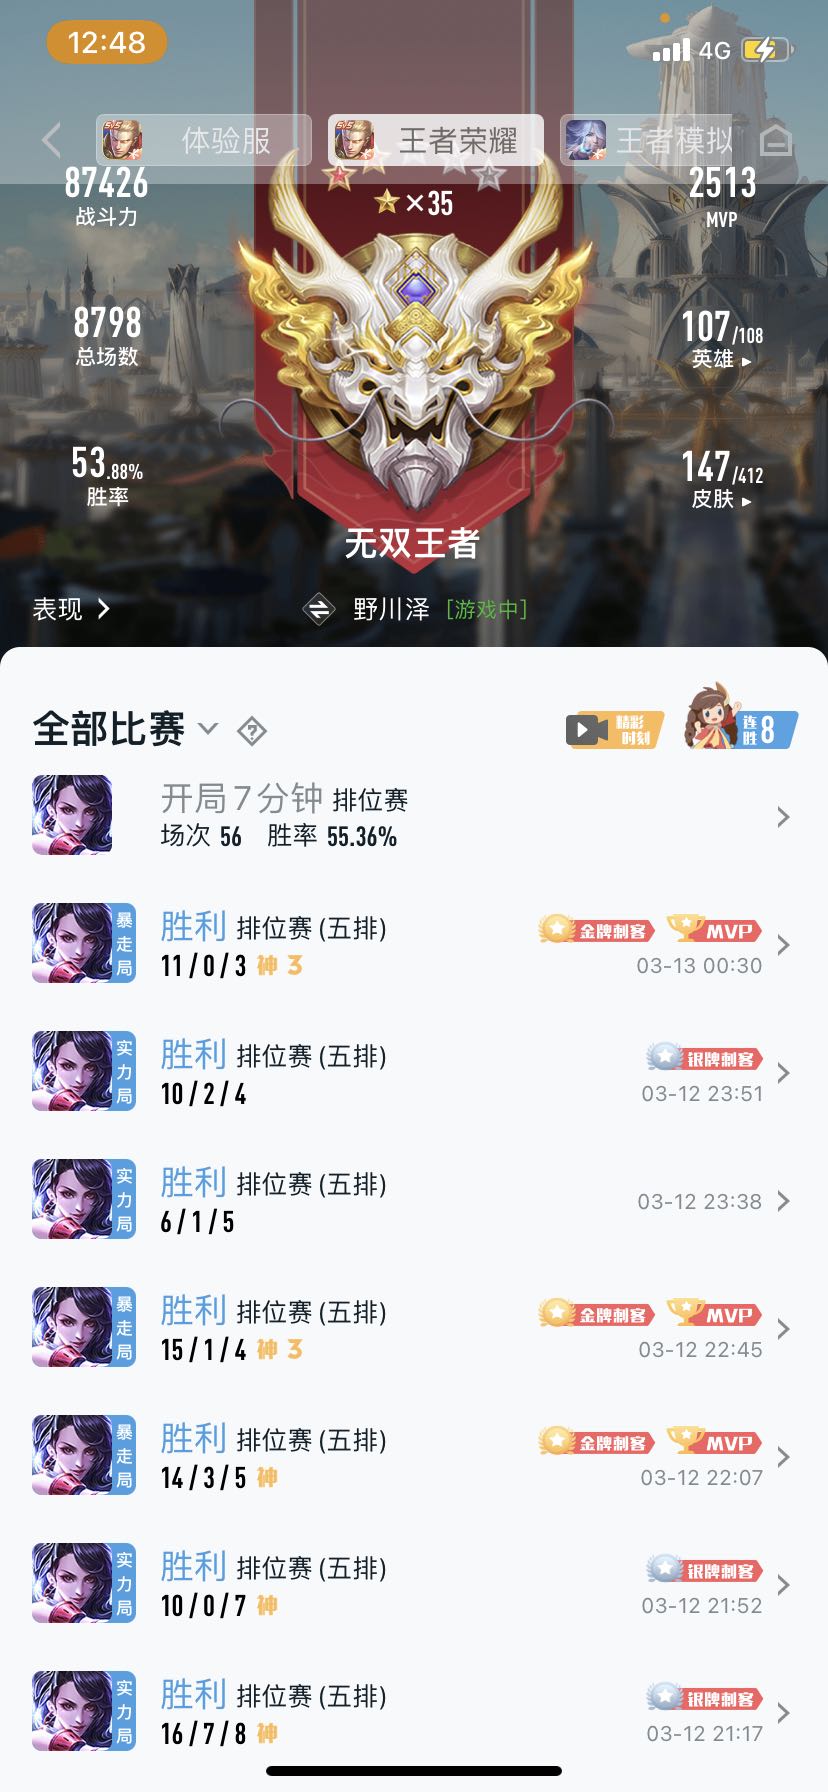 12:48
4G
体验服
王者荣耀
王者模拟
87426
战斗力
×35
2513
MVP
8798
总场数
107/108
英雄
53.88%
胜率
147/412
皮肤
无双王者
表现
野川泽 [游戏中]
全部比赛
精彩时刻
连胜8
开局7分钟 排位赛
场次 56 胜率 55.36%
暴走局
胜利 排位赛 (五排)
金牌刺客 MVP
11 / 0 / 3 神 3
03-13 00:30
实力局
胜利 排位赛 (五排)
银牌刺客
10 / 2 / 4
03-12 23:51
实力局
胜利 排位赛 (五排)
6 / 1 / 5
03-12 23:38
暴走局
胜利 排位赛 (五排)
金牌刺客 MVP
15 / 1 / 4 神 3
03-12 22:45
暴走局
胜利 排位赛 (五排)
金牌刺客 MVP
14 / 3 / 5 神
03-12 22:07
实力局
胜利 排位赛 (五排)
银牌刺客
10 / 0 / 7 神
03-12 21:52
实力局
胜利 排位赛 (五排)
银牌刺客
16 / 7 / 8 神
03-12 21:17